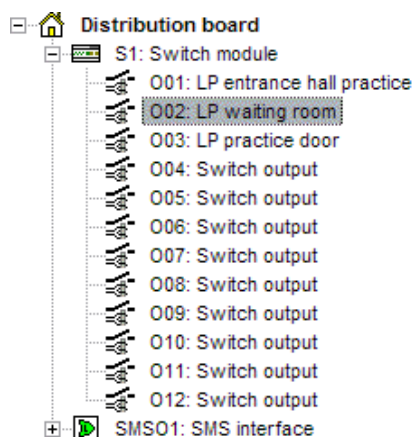 Distribution board
S1: Switch module
O01: LP entrance hall practice
O02: LP waiting room
O03: LP practice door
O04: Switch output
O05: Switch output
O06: Switch output
O07: Switch output
O08: Switch output
O09: Switch output
O10: Switch output
O11: Switch output
O12: Switch output
SMSO1: SMS interface